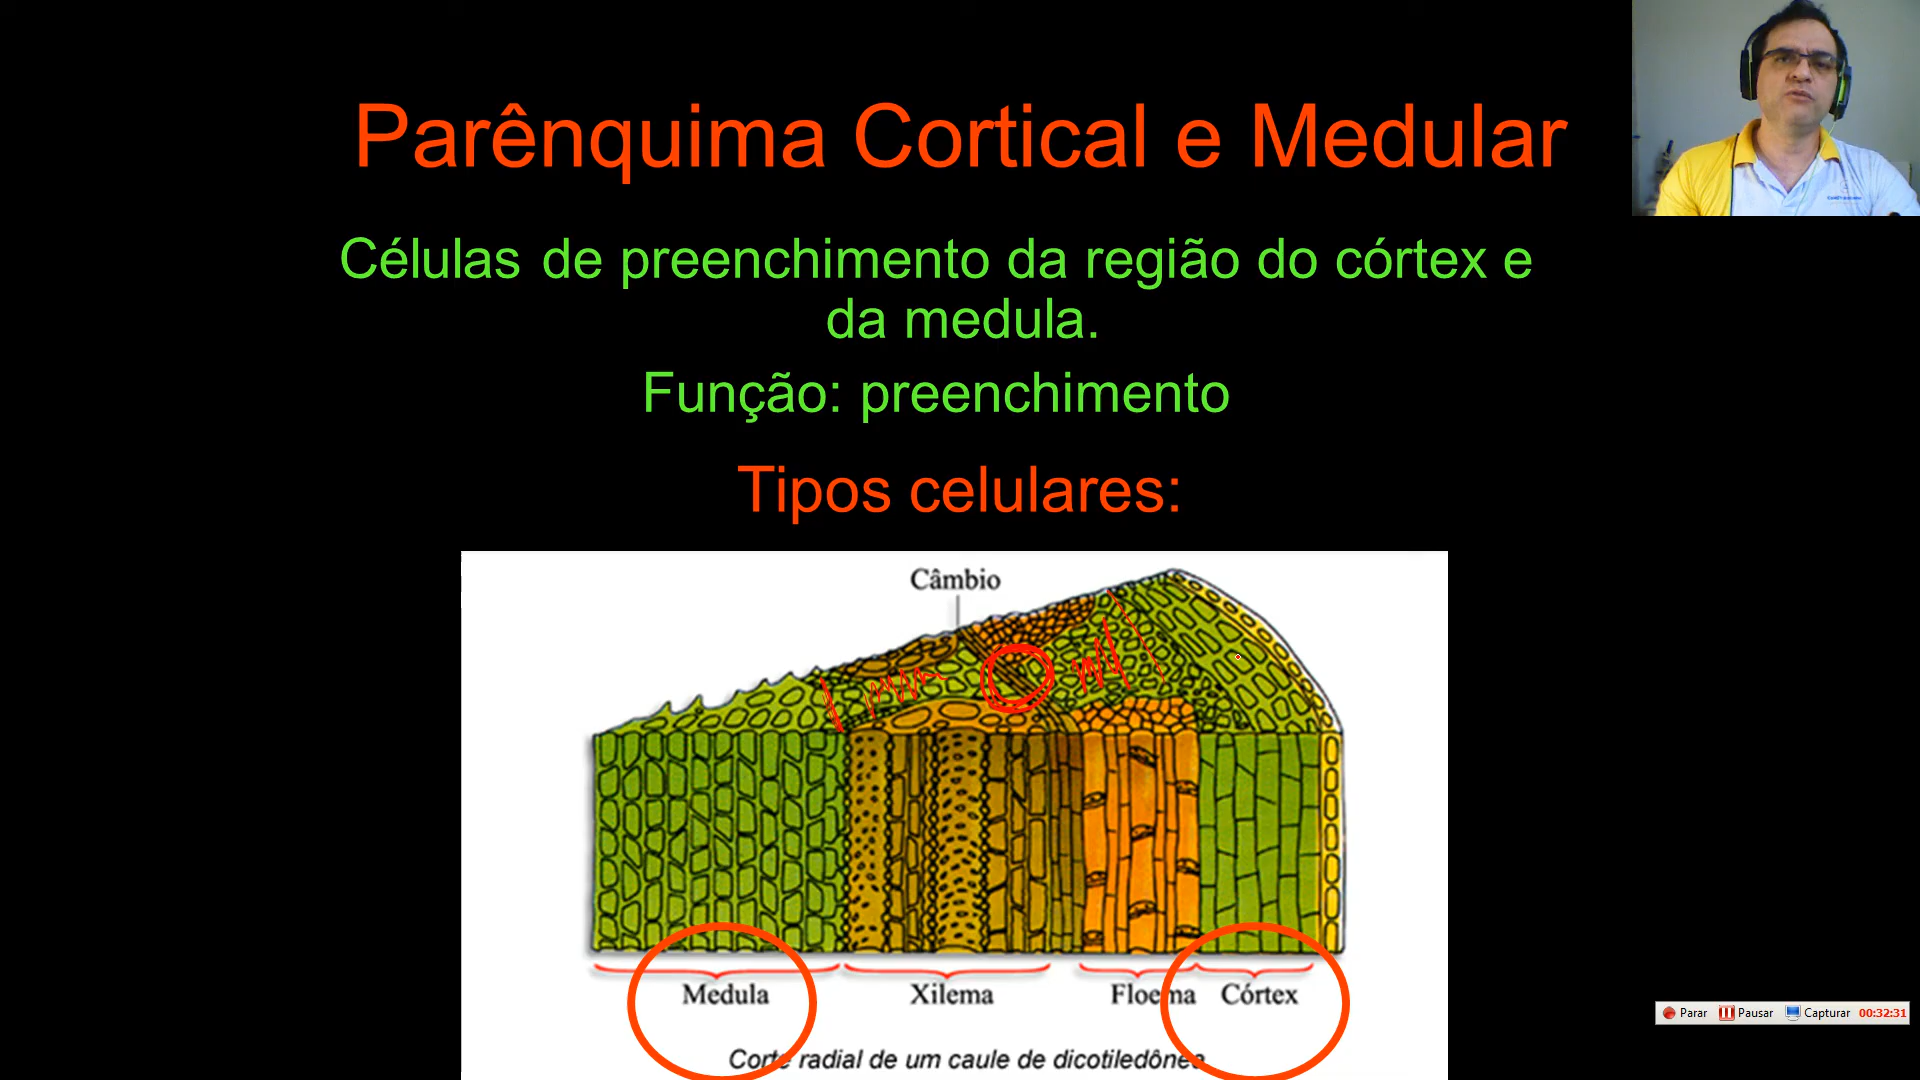 Parênquima Cortical e Medular
Células de preenchimento da região do córtex e
da medula.
Função: preenchimento
Tipos celulares:
Câmbio
Medula
Xilema
Floema
Córtex
Corte radial de um caule de dicotiledônea
Parar
Pausar
Capturar
00:32:31